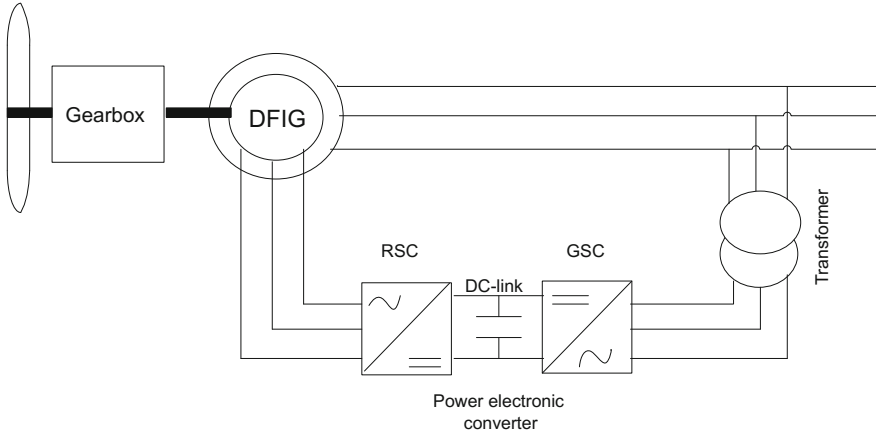 Gearbox
DFIG
RSC
DC-link
GSC
Transformer
Power electronic
converter